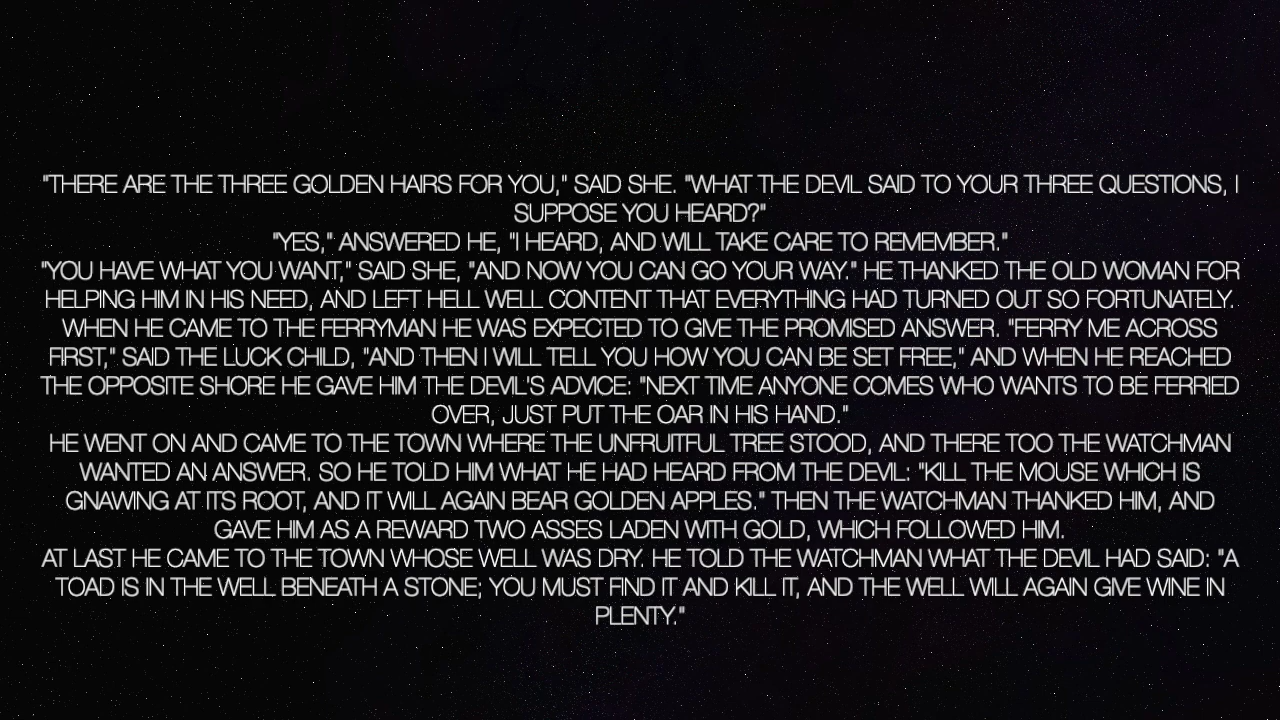 "THERE ARE THE THREE GOLDEN HAIRS FOR YOU," SAID SHE. "WHAT THE DEVIL SAID TO YOUR THREE QUESTIONS, I
SUPPOSE YOU HEARD?"
"YES," ANSWERED HE, "I HEARD, AND WILL TAKE CARE TO REMEMBER."
"YOU HAVE WHAT YOU WANT," SAID SHE, "AND NOW YOU CAN GO YOUR WAY." HE THANKED THE OLD WOMAN FOR
HELPING HIM IN HIS NEED, AND LEFT HELL WELL CONTENT THAT EVERYTHING HAD TURNED OUT SO FORTUNATELY.
WHEN HE CAME TO THE FERRYMAN HE WAS EXPECTED TO GIVE THE PROMISED ANSWER. "FERRY ME ACROSS
FIRST," SAID THE LUCK CHILD, "AND THEN I WILL TELL YOU HOW YOU CAN BE SET FREE," AND WHEN HE REACHED
THE OPPOSITE SHORE HE GAVE HIM THE DEVIL'S ADVICE: "NEXT TIME ANYONE COMES WHO WANTS TO BE FERRIED
OVER, JUST PUT THE OAR IN HIS HAND."
HE WENT ON AND CAME TO THE TOWN WHERE THE UNFRUITFUL TREE STOOD, AND THERE TOO THE WATCHMAN
WANTED AN ANSWER. SO HE TOLD HIM WHAT HE HAD HEARD FROM THE DEVIL: "KILL THE MOUSE WHICH IS
GNAWING AT ITS ROOT, AND IT WILL AGAIN BEAR GOLDEN APPLES." THEN THE WATCHMAN THANKED HIM, AND
GAVE HIM AS A REWARD TWO ASSES LADEN WITH GOLD, WHICH FOLLOWED HIM.
AT LAST HE CAME TO THE TOWN WHOSE WELL WAS DRY. HE TOLD THE WATCHMAN WHAT THE DEVIL HAD SAID: "A
TOAD IS IN THE WELL BENEATH A STONE; YOU MUST FIND IT AND KILL IT, AND THE WELL WILL AGAIN GIVE WINE IN
PLENTY."